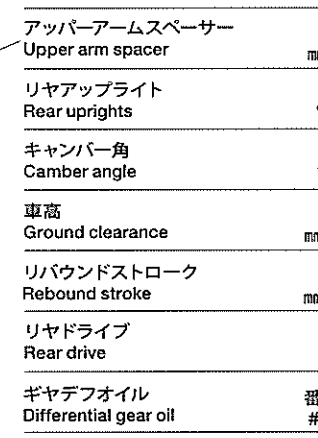 アッパーアームスペーサー
Upper arm spacer
リヤアップライト
Rear uprights
キャンバー角
Camber angle
車高
Ground clearance
リバウンドストローク
Rebound stroke
リヤドライブ
Rear drive
ギヤデフオイル
Differential gear oil #